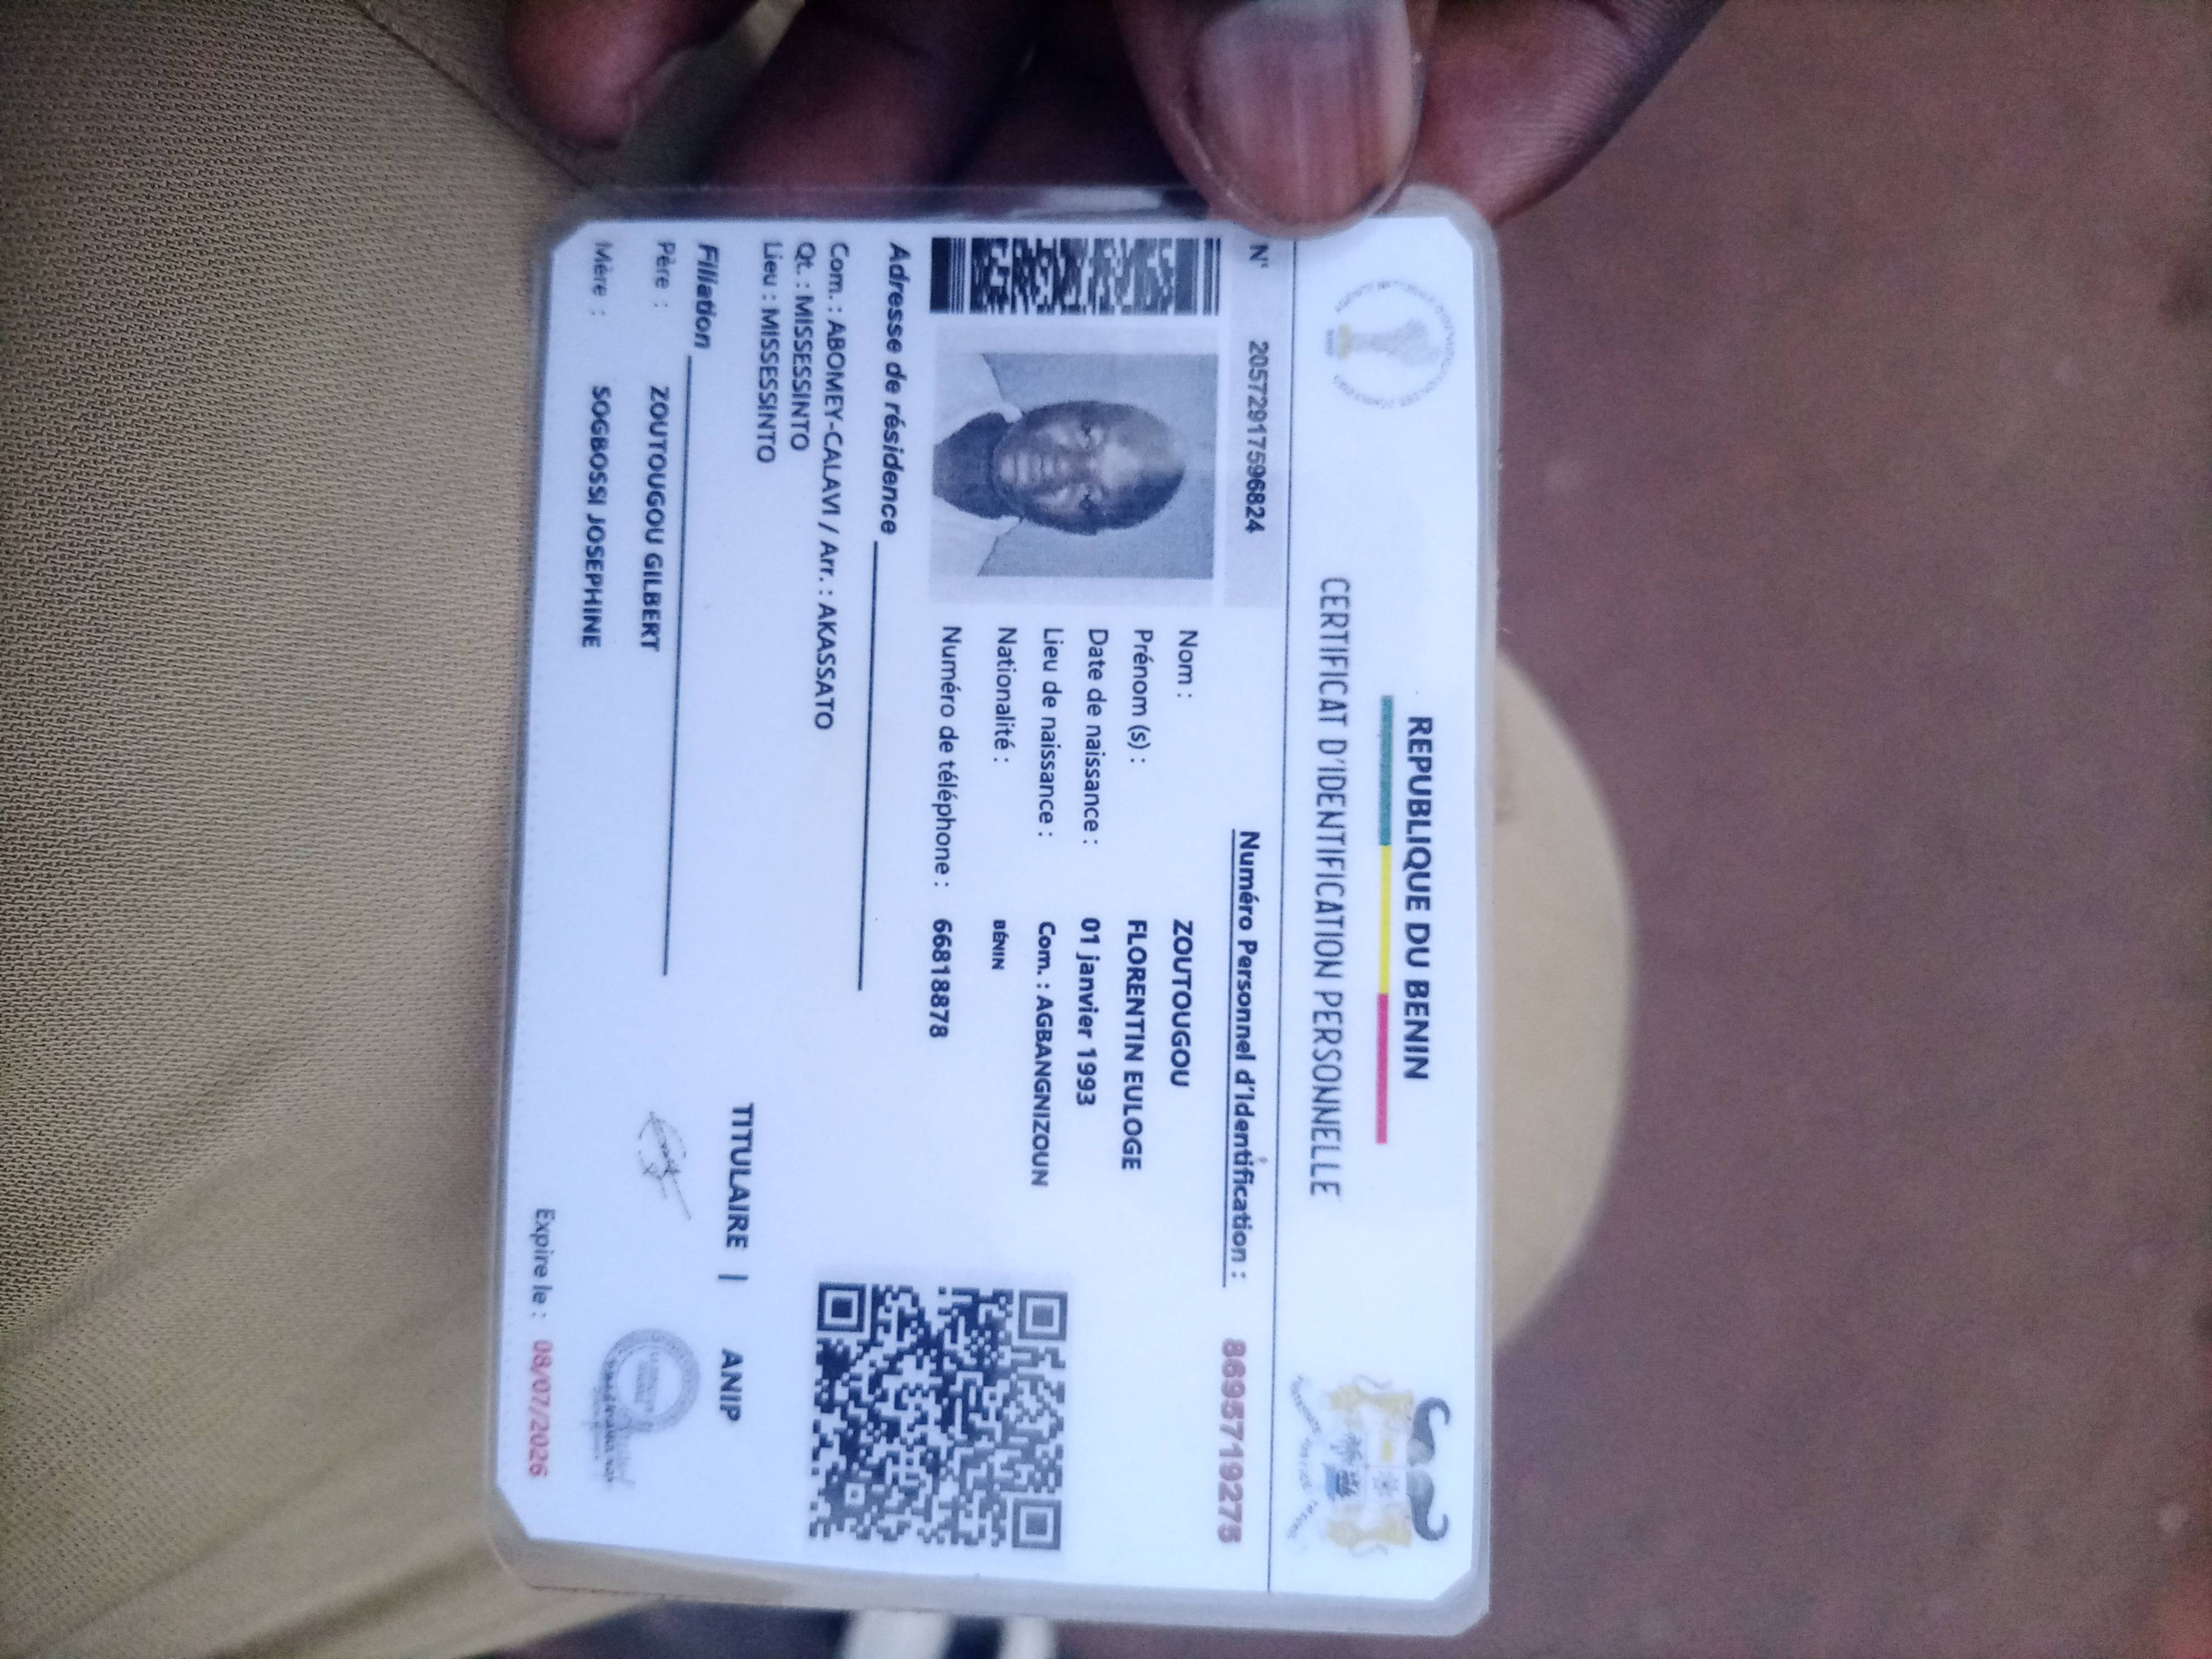 REPUBLIQUE DU BENIN
CERTIFICAT D'IDENTIFICATION PERSONNELLE
N° 2057291759682​4
Numéro Personnel d'Identification : 8695719278
Nom : ZOUTOUGOU
Prénom (s) : FLORENTIN EULOGE
Date de naissance : 01 janvier 1993
Lieu de naissance : Com. : AGBANGNIZOUN
Nationalité : BÉNIN
Numéro de téléphone : 66818878
Adresse de résidence
Com. : ABOMEY-CALAVI / Arr. : AKASSATO
Qt. : MISSESSINTO
Lieu : MISSESSINTO
Filiation
Père : ZOUTOUGOU GILBERT
Mère : SOGBOSSI JOSEPHINE
TITULAIRE | ANIP
Expire le : 08/07/2026